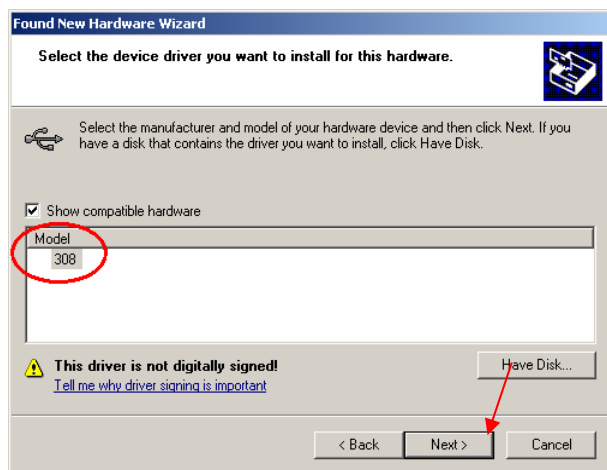 Found New Hardware Wizard
Select the device driver you want to install for this hardware.
Select the manufacturer and model of your hardware device and then click Next. If you
have a disk that contains the driver you want to install, click Have Disk.
Show compatible hardware
Model
308
This driver is not digitally signed!
Tell me why driver signing is important
Have Disk...
< Back
Next >
Cancel